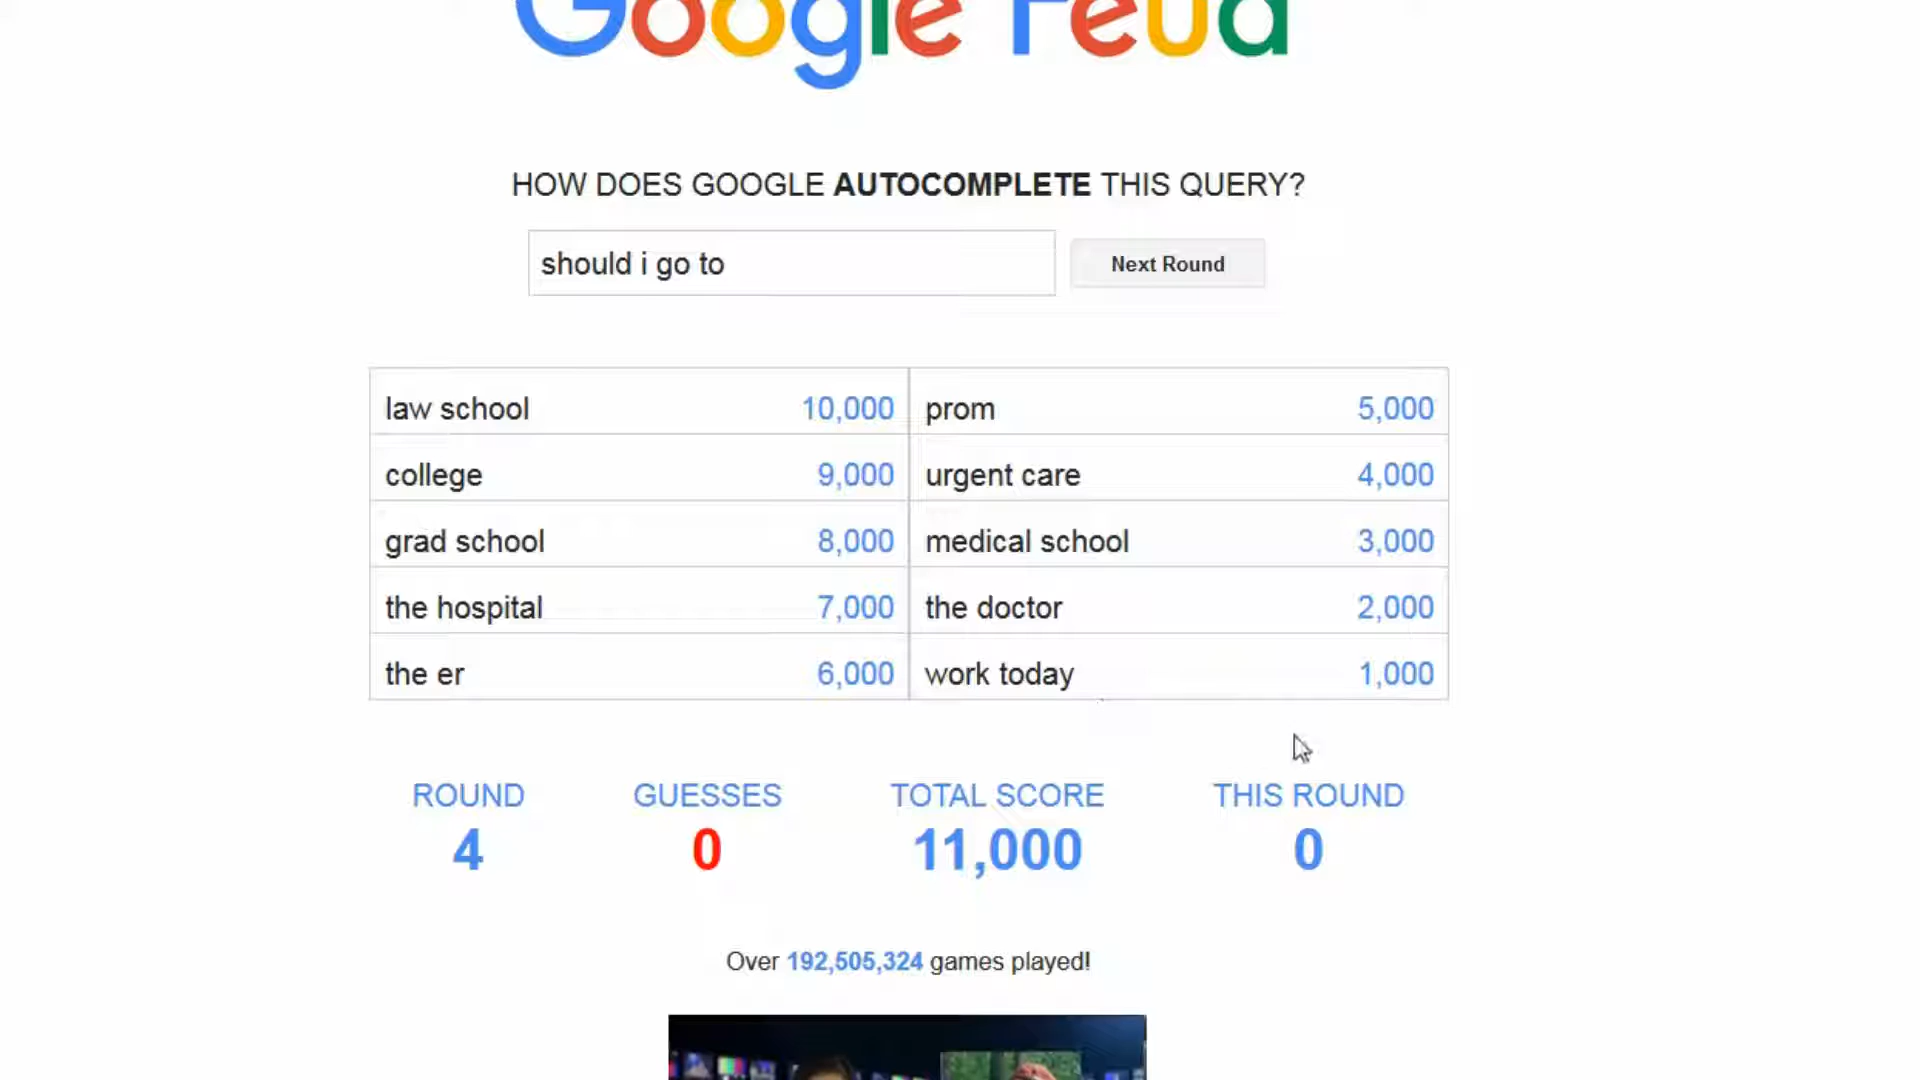 Google Feud
HOW DOES GOOGLE AUTOCOMPLETE THIS QUERY?
should i go to
Next Round
law school 10,000 prom 5,000
college 9,000 urgent care 4,000
grad school 8,000 medical school 3,000
the hospital 7,000 the doctor 2,000
the er 6,000 work today 1,000
ROUND GUESSES TOTAL SCORE THIS ROUND
4 0 11,000 0
Over 192,505,324 games played!